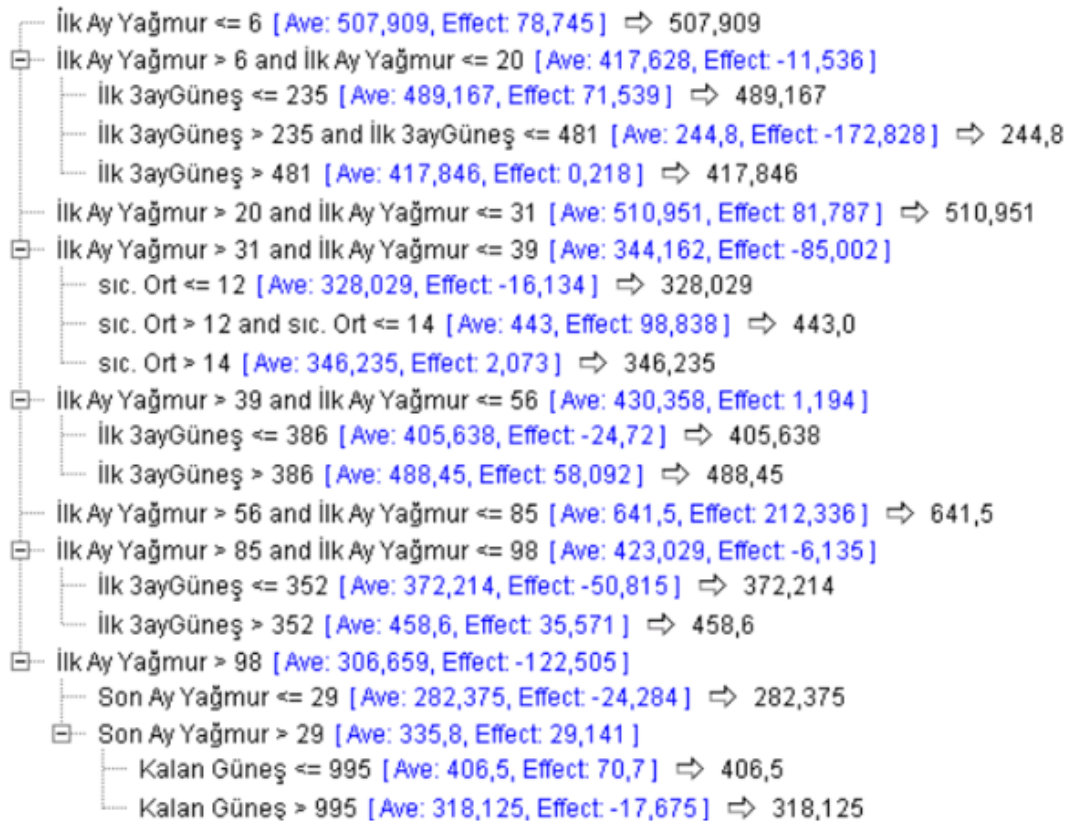 İlk Ay Yağmur <= 6 [Ave: 507,909, Effect: 78,745] ⇨ 507,909
İlk Ay Yağmur > 6 and İlk Ay Yağmur <= 20 [Ave: 417,628, Effect: -11,536]
İlk 3ayGüneş <= 235 [Ave: 489,167, Effect: 71,539] ⇨ 489,167
İlk 3ayGüneş > 235 and İlk 3ayGüneş <= 481 [Ave: 244,8, Effect: -172,828] ⇨ 244,8
İlk 3ayGüneş > 481 [Ave: 417,846, Effect: 0,218] ⇨ 417,846
İlk Ay Yağmur > 20 and İlk Ay Yağmur <= 31 [Ave: 510,951, Effect: 81,787] ⇨ 510,951
İlk Ay Yağmur > 31 and İlk Ay Yağmur <= 39 [Ave: 344,162, Effect: -85,002]
sıc. Ort <= 12 [Ave: 328,029, Effect: -16,134] ⇨ 328,029
sıc. Ort > 12 and sıc. Ort <= 14 [Ave: 443, Effect: 98,838] ⇨ 443,0
sıc. Ort > 14 [Ave: 346,235, Effect: 2,073] ⇨ 346,235
İlk Ay Yağmur > 39 and İlk Ay Yağmur <= 56 [Ave: 430,358, Effect: 1,194]
İlk 3ayGüneş <= 386 [Ave: 405,638, Effect: -24,72] ⇨ 405,638
İlk 3ayGüneş > 386 [Ave: 488,45, Effect: 58,092] ⇨ 488,45
İlk Ay Yağmur > 56 and İlk Ay Yağmur <= 85 [Ave: 641,5, Effect: 212,336] ⇨ 641,5
İlk Ay Yağmur > 85 and İlk Ay Yağmur <= 98 [Ave: 423,029, Effect: -6,135]
İlk 3ayGüneş <= 352 [Ave: 372,214, Effect: -50,815] ⇨ 372,214
İlk 3ayGüneş > 352 [Ave: 458,6, Effect: 35,571] ⇨ 458,6
İlk Ay Yağmur > 98 [Ave: 306,659, Effect: -122,505]
Son Ay Yağmur <= 29 [Ave: 282,375, Effect: -24,284] ⇨ 282,375
Son Ay Yağmur > 29 [Ave: 335,8, Effect: 29,141]
Kalan Güneş <= 995 [Ave: 406,5, Effect: 70,7] ⇨ 406,5
Kalan Güneş > 995 [Ave: 318,125, Effect: -17,675] ⇨ 318,125